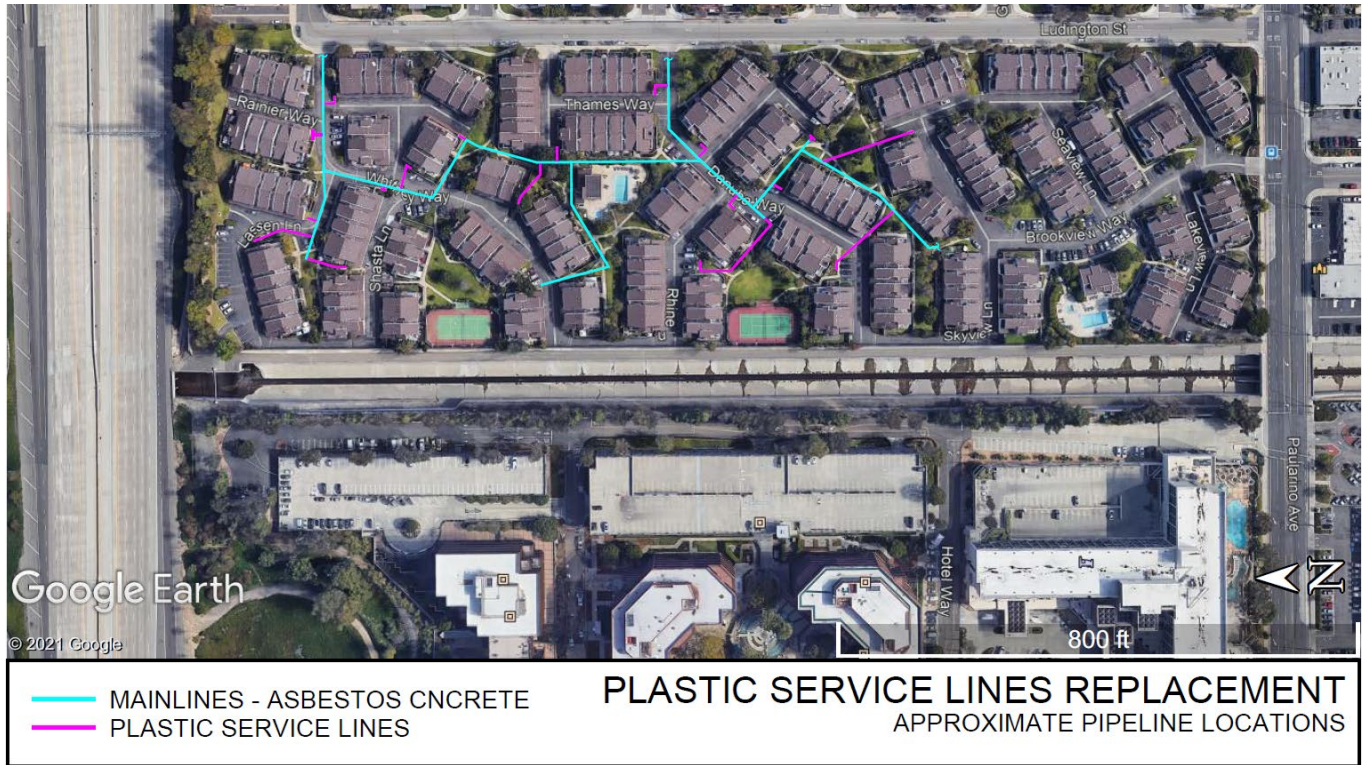 Ludington St
Rainier Way
Thames Way
Whitney Way
Danube Way
Seaview Ln
Lassen Ln
Shasta Ln
Brookview Way
Lakeview Ln
Rhine
Skyview Ln
Paularino Ave
Hotel Way
Google Earth
N
© 2021 Google
800 ft
MAINLINES - ASBESTOS CNCRETE
PLASTIC SERVICE LINES
PLASTIC SERVICE LINES REPLACEMENT
APPROXIMATE PIPELINE LOCATIONS